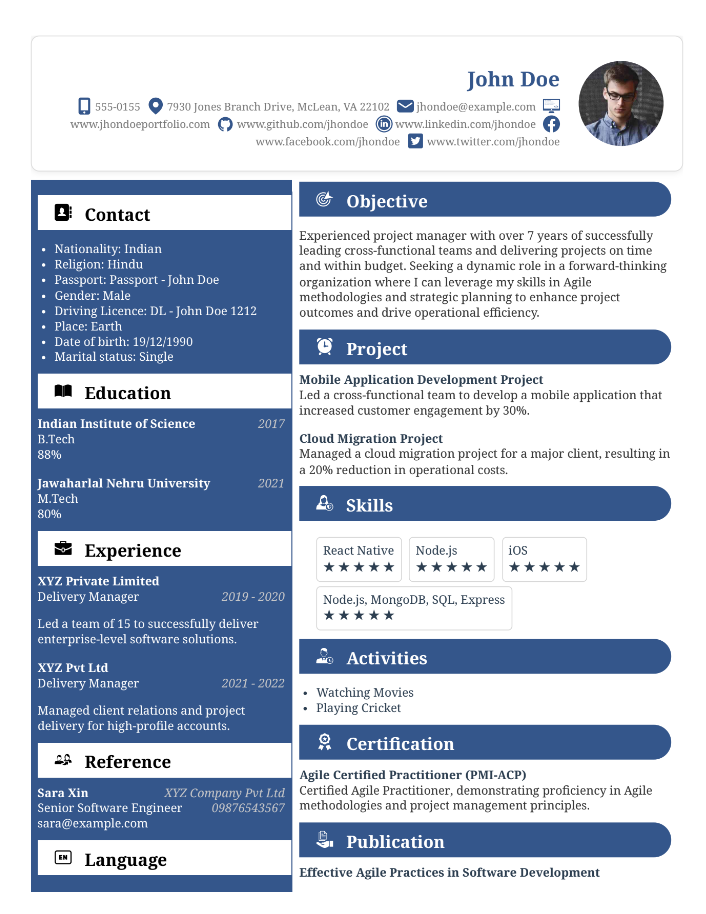 John Doe
555-0155 7930 Jones Branch Drive, McLean, VA 22102 jhondoe@example.com
www.jhondoeportfolio.com www.github.com/jhondoe www.linkedin.com/jhondoe
www.facebook.com/jhondoe www.twitter.com/jhondoe
Contact
• Nationality: Indian
• Religion: Hindu
• Passport: Passport - John Doe
• Gender: Male
• Driving Licence: DL - John Doe 1212
• Place: Earth
• Date of birth: 19/12/1990
• Marital status: Single
Education
Indian Institute of Science 2017
B.Tech
88%
Jawaharlal Nehru University 2021
M.Tech
80%
Experience
XYZ Private Limited
Delivery Manager 2019 - 2020
Led a team of 15 to successfully deliver
enterprise-level software solutions.
XYZ Pvt Ltd
Delivery Manager 2021 - 2022
Managed client relations and project
delivery for high-profile accounts.
Reference
Sara Xin XYZ Company Pvt Ltd
Senior Software Engineer 09876543567
sara@example.com
EN Language
Objective
Experienced project manager with over 7 years of successfully
leading cross-functional teams and delivering projects on time
and within budget. Seeking a dynamic role in a forward-thinking
organization where I can leverage my skills in Agile
methodologies and strategic planning to enhance project
outcomes and drive operational efficiency.
Project
Mobile Application Development Project
Led a cross-functional team to develop a mobile application that
increased customer engagement by 30%.
Cloud Migration Project
Managed a cloud migration project for a major client, resulting in
a 20% reduction in operational costs.
Skills
React Native Node.js iOS
★★★★★ ★★★★★ ★★★★★
Node.js, MongoDB, SQL, Express
★★★★★
Activities
• Watching Movies
• Playing Cricket
Certification
Agile Certified Practitioner (PMI-ACP)
Certified Agile Practitioner, demonstrating proficiency in Agile
methodologies and project management principles.
Publication
Effective Agile Practices in Software Development